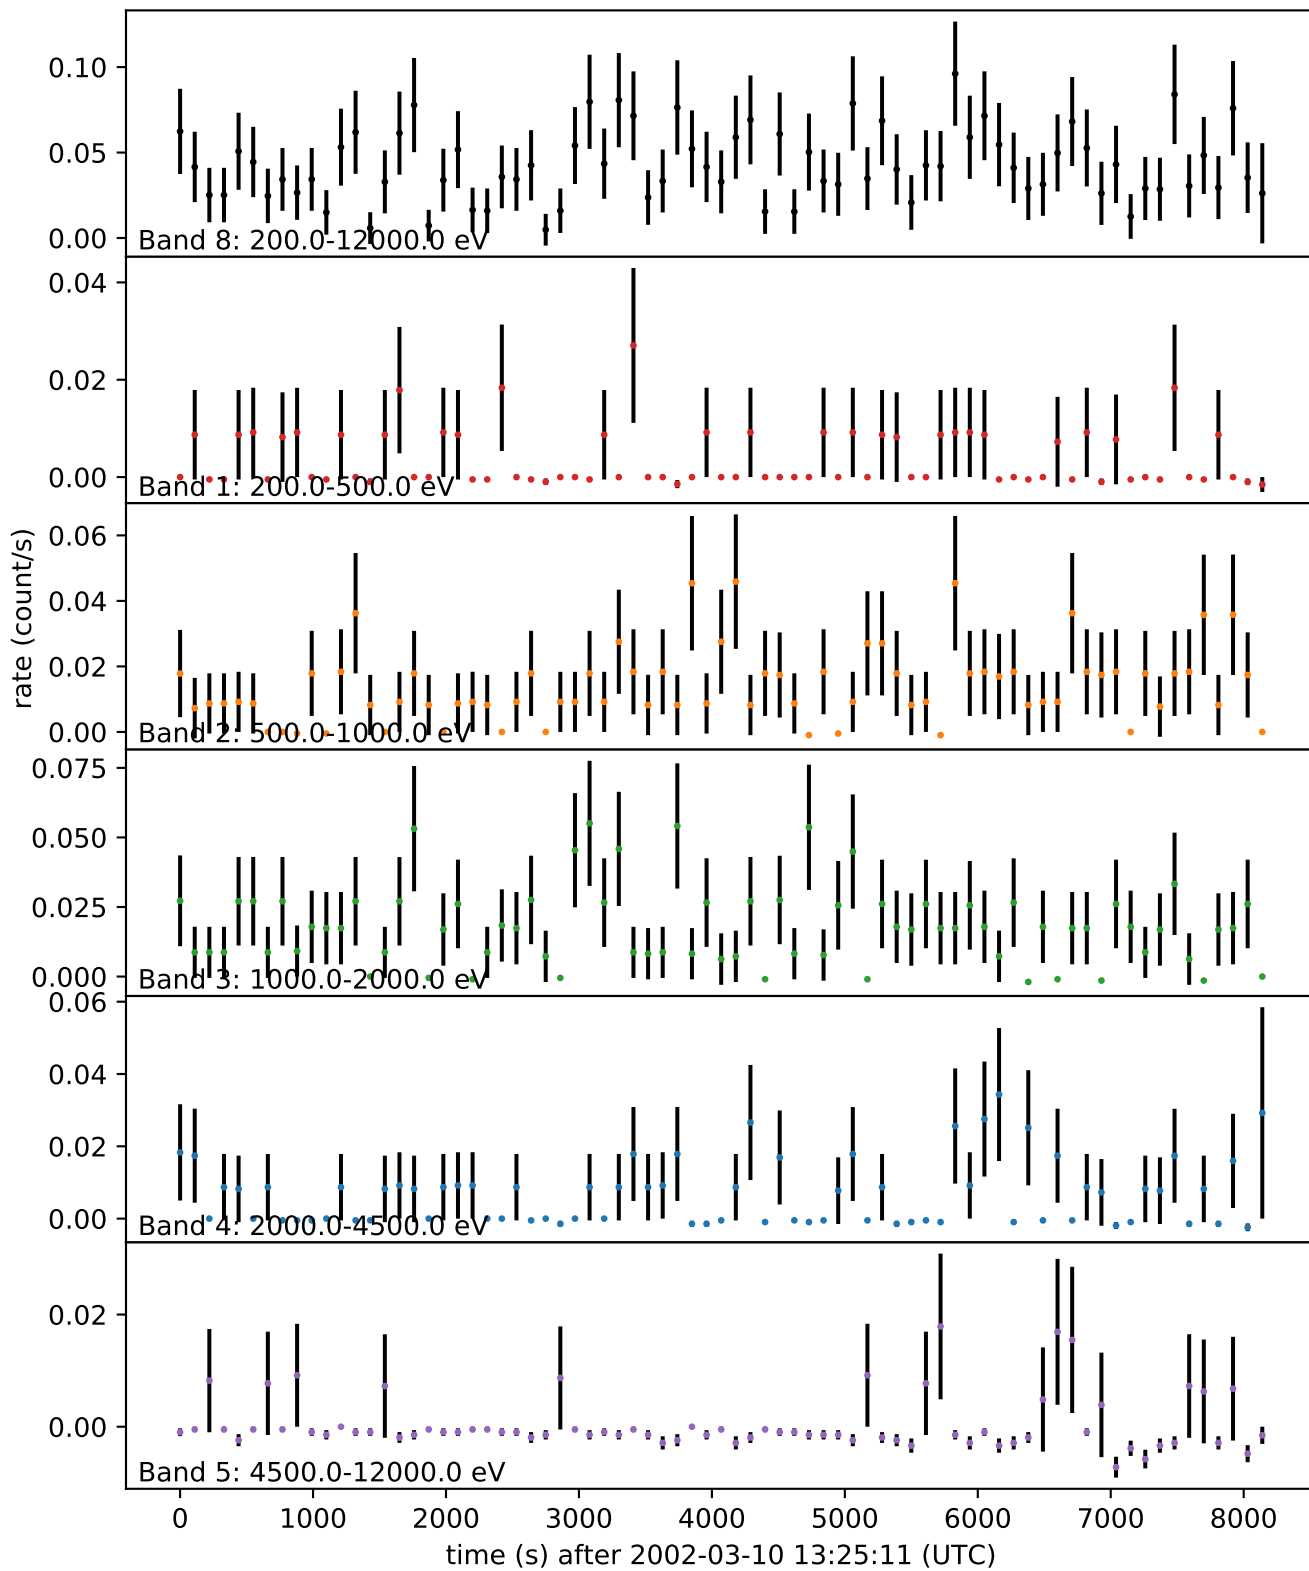 0.10
0.05
0.00
Band 8: 200.0-12000.0 eV
0.04
0.02
0.00
Band 1: 200.0-500.0 eV
rate (count/s)
0.06
0.04
0.02
0.00
Band 2: 500.0-1000.0 eV
0.075
0.050
0.025
0.000
Band 3: 1000.0-2000.0 eV
0.06
0.04
0.02
0.00
Band 4: 2000.0-4500.0 eV
0.02
0.00
Band 5: 4500.0-12000.0 eV
0 1000 2000 3000 4000 5000 6000 7000 8000
time (s) after 2002-03-10 13:25:11 (UTC)